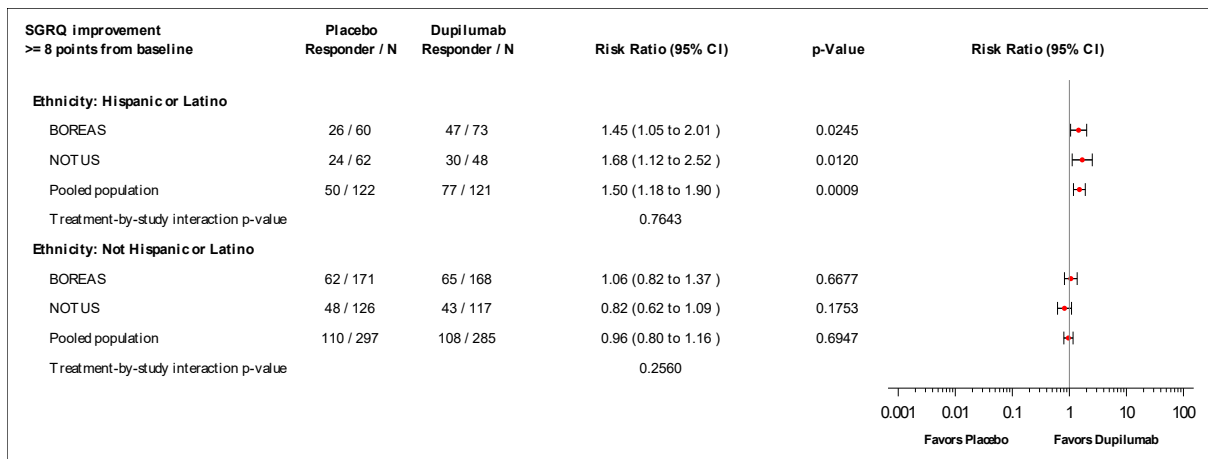 SGRQ improvement Placebo Dupilumab
>= 8 points from baseline Responder / N Responder / N Risk Ratio (95% CI) p-Value Risk Ratio (95% CI)
Ethnicity: Hispanic or Latino
BOREAS 26 / 60 47 / 73 1.45 (1.05 to 2.01 ) 0.0245
NOTUS 24 / 62 30 / 48 1.68 (1.12 to 2.52 ) 0.0120
Pooled population 50 / 122 77 / 121 1.50 (1.18 to 1.90 ) 0.0009
Treatment-by-study interaction p-value 0.7643
Ethnicity: Not Hispanic or Latino
BOREAS 62 / 171 65 / 168 1.06 (0.82 to 1.37 ) 0.6677
NOTUS 48 / 126 43 / 117 0.82 (0.62 to 1.09 ) 0.1753
Pooled population 110 / 297 108 / 285 0.96 (0.80 to 1.16 ) 0.6947
Treatment-by-study interaction p-value 0.2560
0.001 0.01 0.1 1 10 100
Favors Placebo Favors Dupilumab